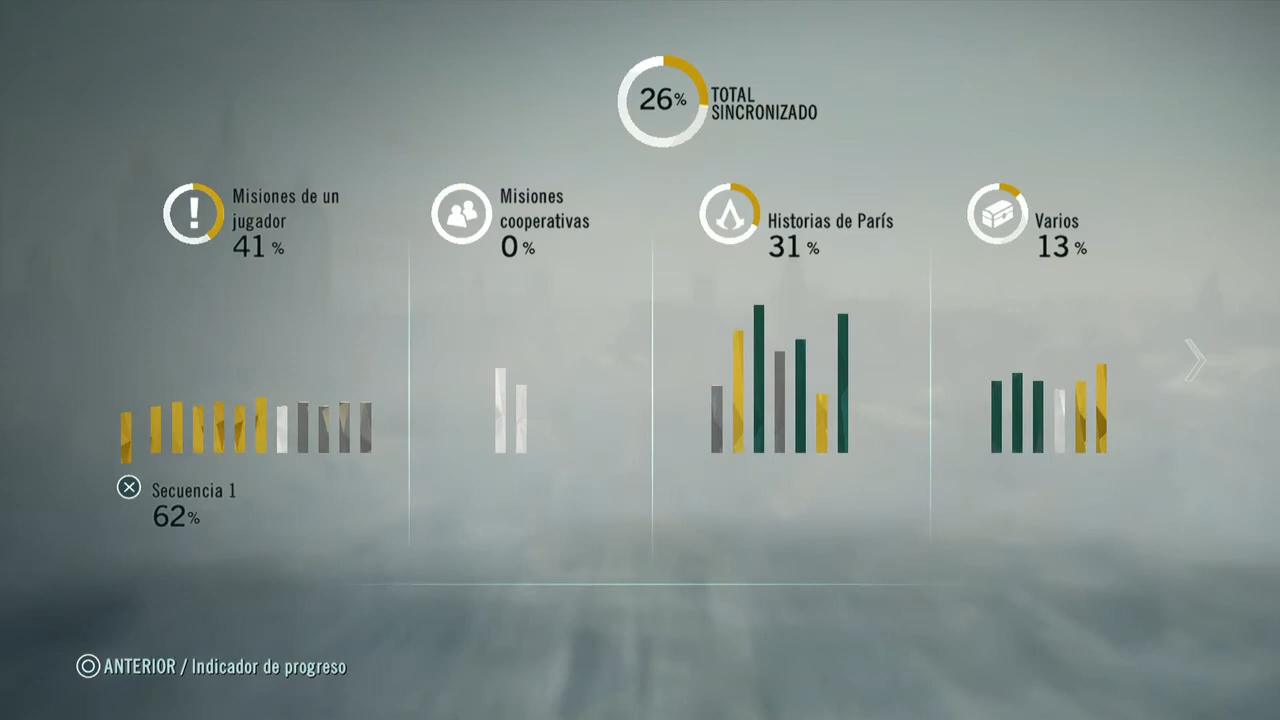 26%
TOTAL
SINCRONIZADO
Misiones de un
jugador
41 %
Misiones
cooperativas
0 %
Historias de París
31 %
Varios
13 %
Secuencia 1
62%
ANTERIOR / Indicador de progreso